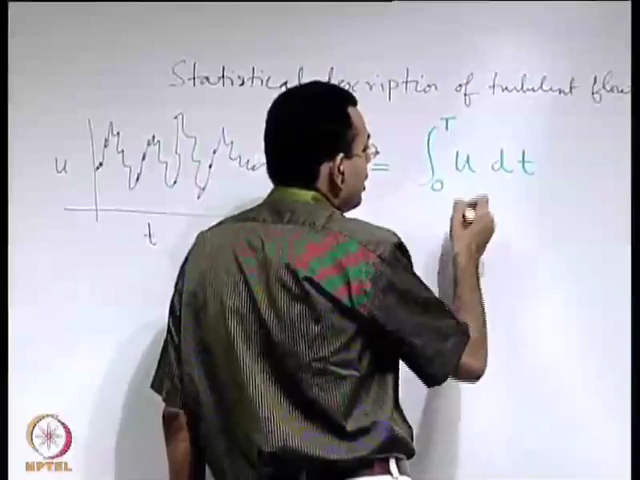 Statistical description of turbulent flow
u
t
= ∫₀ᵀ u dt
NPTEL